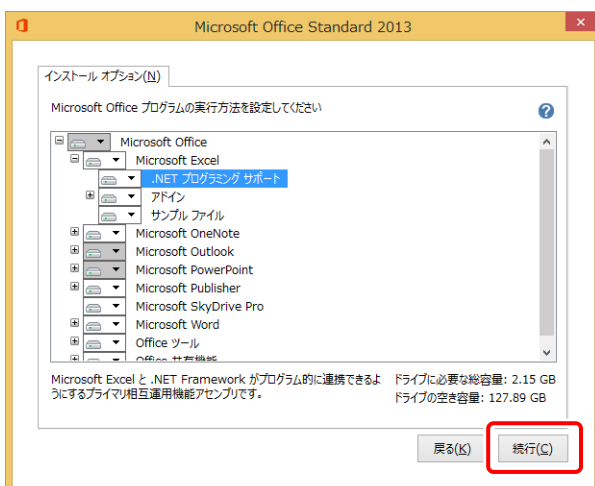 Microsoft Office Standard 2013
インストール オプション(N)
Microsoft Office プログラムの実行方法を設定してください
Microsoft Office
Microsoft Excel
.NET プログラミング サポート
アドイン
サンプル ファイル
Microsoft OneNote
Microsoft Outlook
Microsoft PowerPoint
Microsoft Publisher
Microsoft SkyDrive Pro
Microsoft Word
Office ツール
Office 共有機能
Microsoft Excel と .NET Framework がプログラム的に連携できるよ
うにするプライマリ相互運用機能アセンブリです。
ドライブに必要な総容量: 2.15 GB
ドライブの空き容量: 127.89 GB
戻る(K)
続行(C)